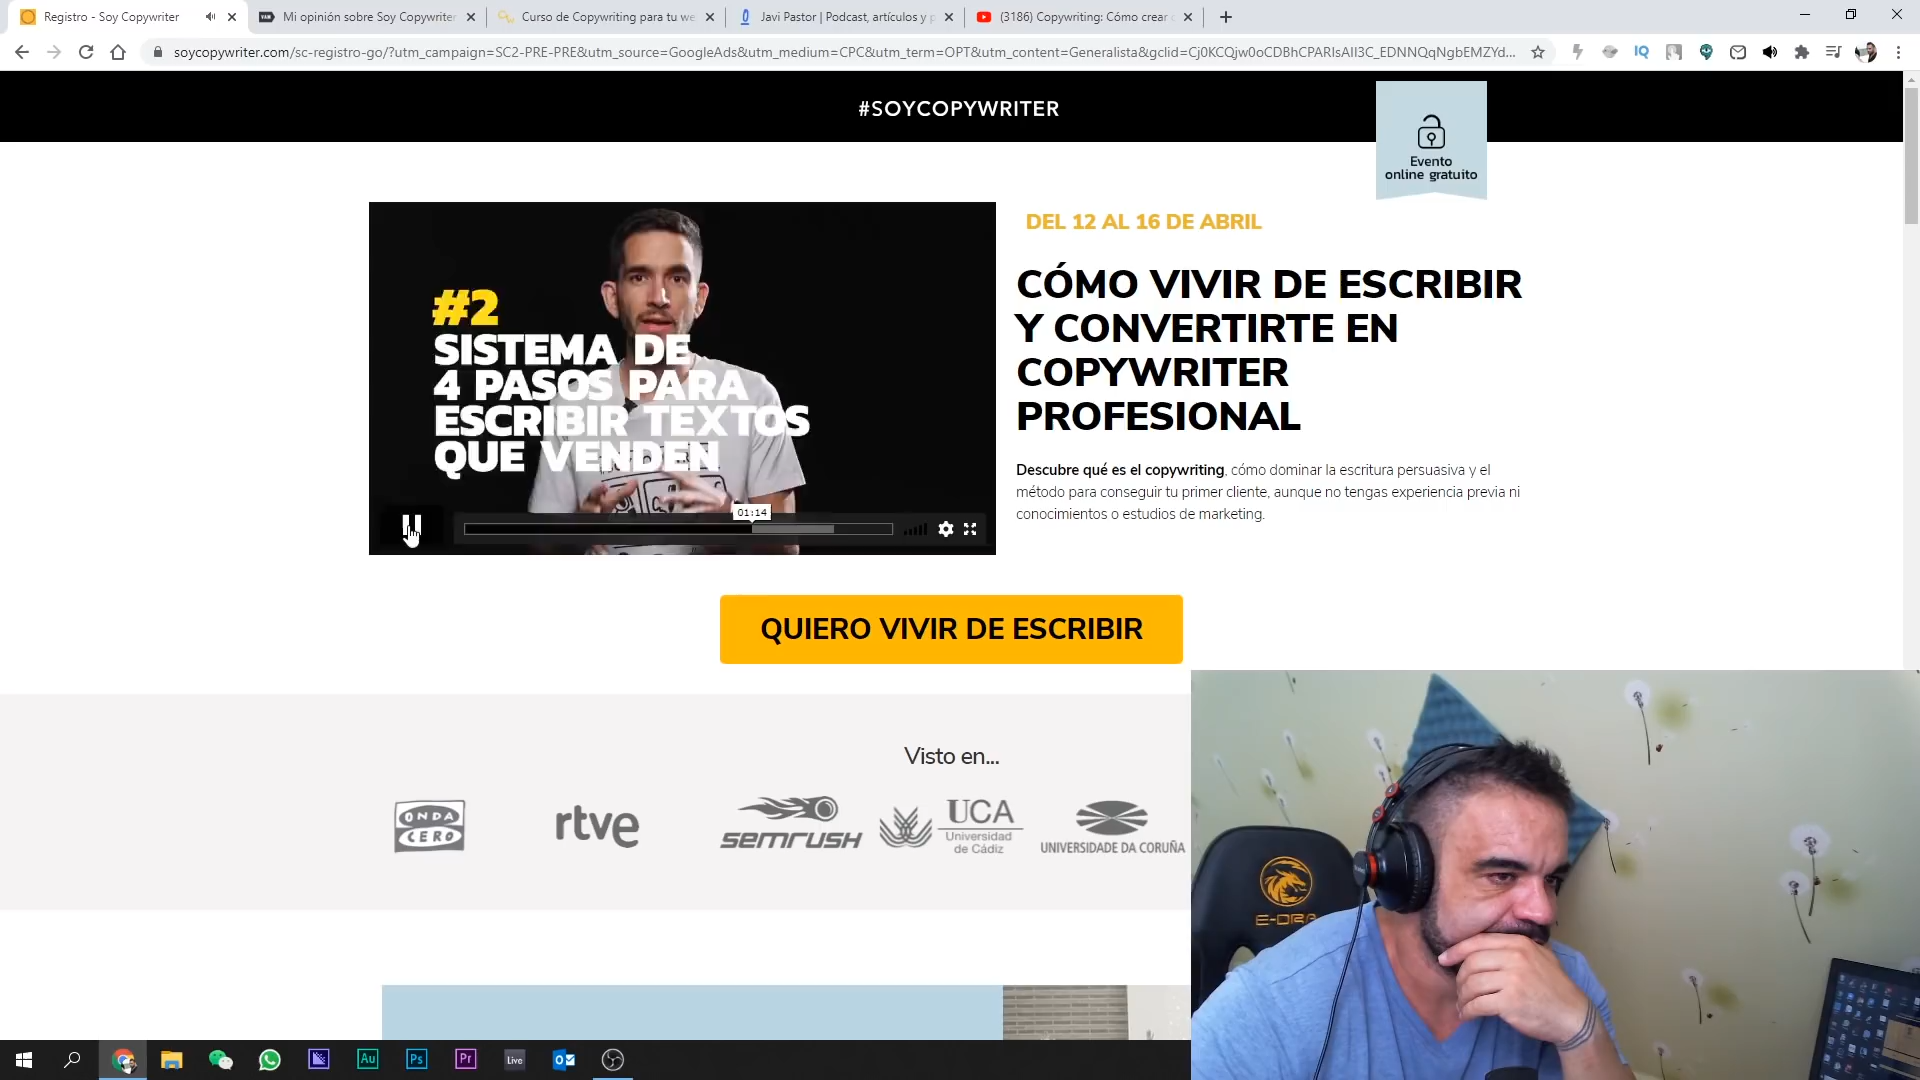 Registro - Soy Copywriter
Mi opinión sobre Soy Copywriter
Curso de Copywriting para tu we
Javi Pastor | Podcast, artículos y p
(3186) Copywriting: Cómo crear
soycopywriter.com/sc-registro-go/?utm_campaign=SC2-PRE-PRE&utm_source=GoogleAds&utm_medium=CPC&utm_term=OPT&utm_content=Generalista&gclid=Cj0KCQjw0oCDBhCPARIsAII3C_EDNNQqNgbEMZYd...
IQ
#SOYCOPYWRITER
Evento
online gratuito
DEL 12 AL 16 DE ABRIL
CÓMO VIVIR DE ESCRIBIR
Y CONVERTIRTE EN
COPYWRITER
PROFESIONAL
Descubre qué es el copywriting, cómo dominar la escritura persuasiva y el
método para conseguir tu primer cliente, aunque no tengas experiencia previa ni
conocimientos o estudios de marketing.
#2
SISTEMA DE
4 PASOS PARA
ESCRIBIR TEXTOS
QUE VENDEN
01:14
QUIERO VIVIR DE ESCRIBIR
Visto en...
ONDA
CERO
rtve
semrush
UCA
Universidad
de Cádiz
UNIVERSIDADE DA CORUÑA
E-DRA
Au
Ps
Pr
Live